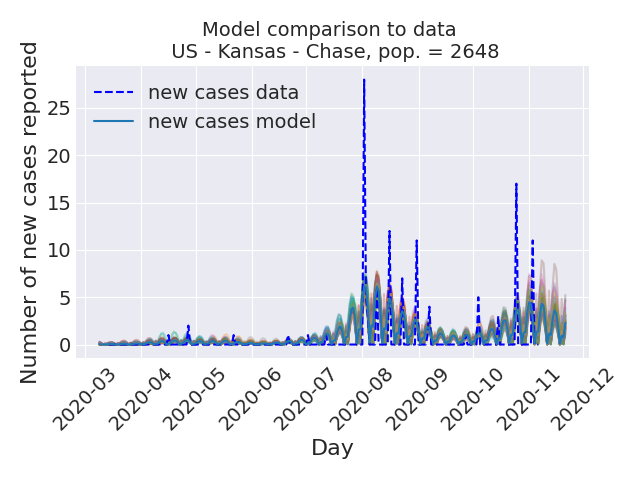 Model comparison to data
US - Kansas - Chase, pop. = 2648
Number of new cases reported
25
20
15
10
5
0
new cases data
new cases model
2020-03
2020-04
2020-05
2020-06
2020-07
2020-08
2020-09
2020-10
2020-11
2020-12
Day